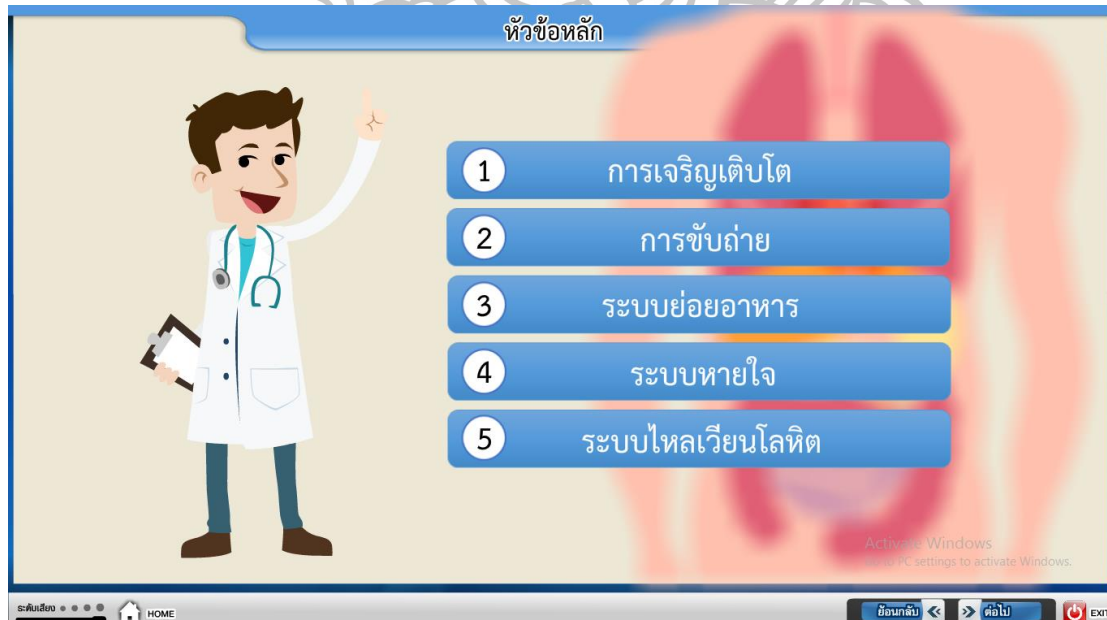 หัวข้อหลัก
1 การเจริญเติบโต
2 การขับถ่าย
3 ระบบย่อยอาหาร
4 ระบบหายใจ
5 ระบบไหลเวียนโลหิต
Activate Windows
PC settings to activate Windows.
ระดับเสียง HOME ย้อนกลับ ต่อไป EXIT